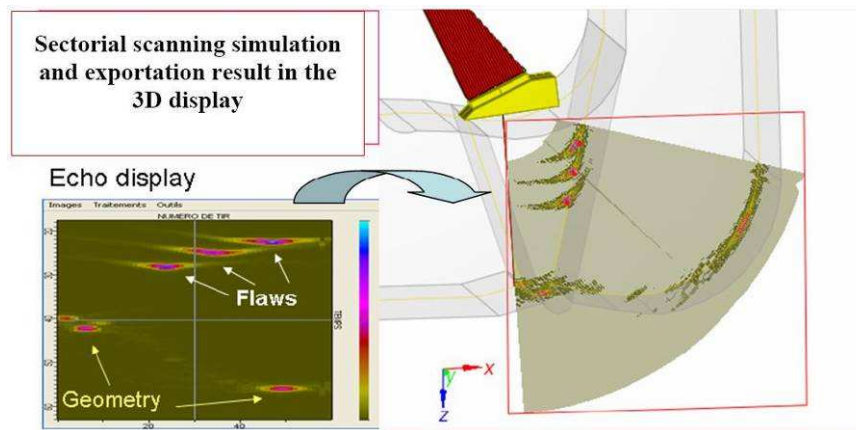 Sectorial scanning simulation
and exportation result in the
3D display
Echo display
Images Traitements Outils
NUMERO DE TIR
Flaws
Geometry
TEMPS
20
40
x
y
z